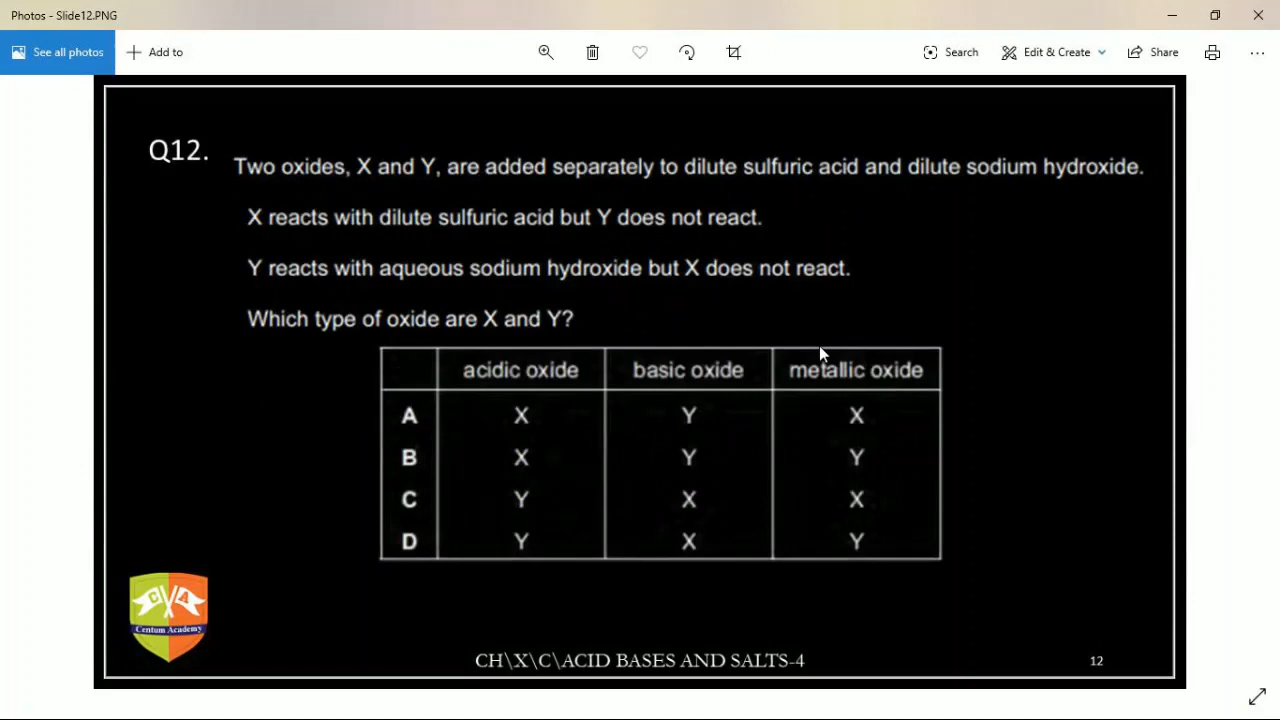 Photos - Slide12.PNG
See all photos
Add to
Search
Edit & Create
Share
Q12.
Two oxides, X and Y, are added separately to dilute sulfuric acid and dilute sodium hydroxide.
X reacts with dilute sulfuric acid but Y does not react.
Y reacts with aqueous sodium hydroxide but X does not react.
Which type of oxide are X and Y?
acidic oxide basic oxide metallic oxide
A X Y X
B X Y Y
C Y X X
D Y X Y
C A
Centum Academy
CH\X\C\ACID BASES AND SALTS-4
12